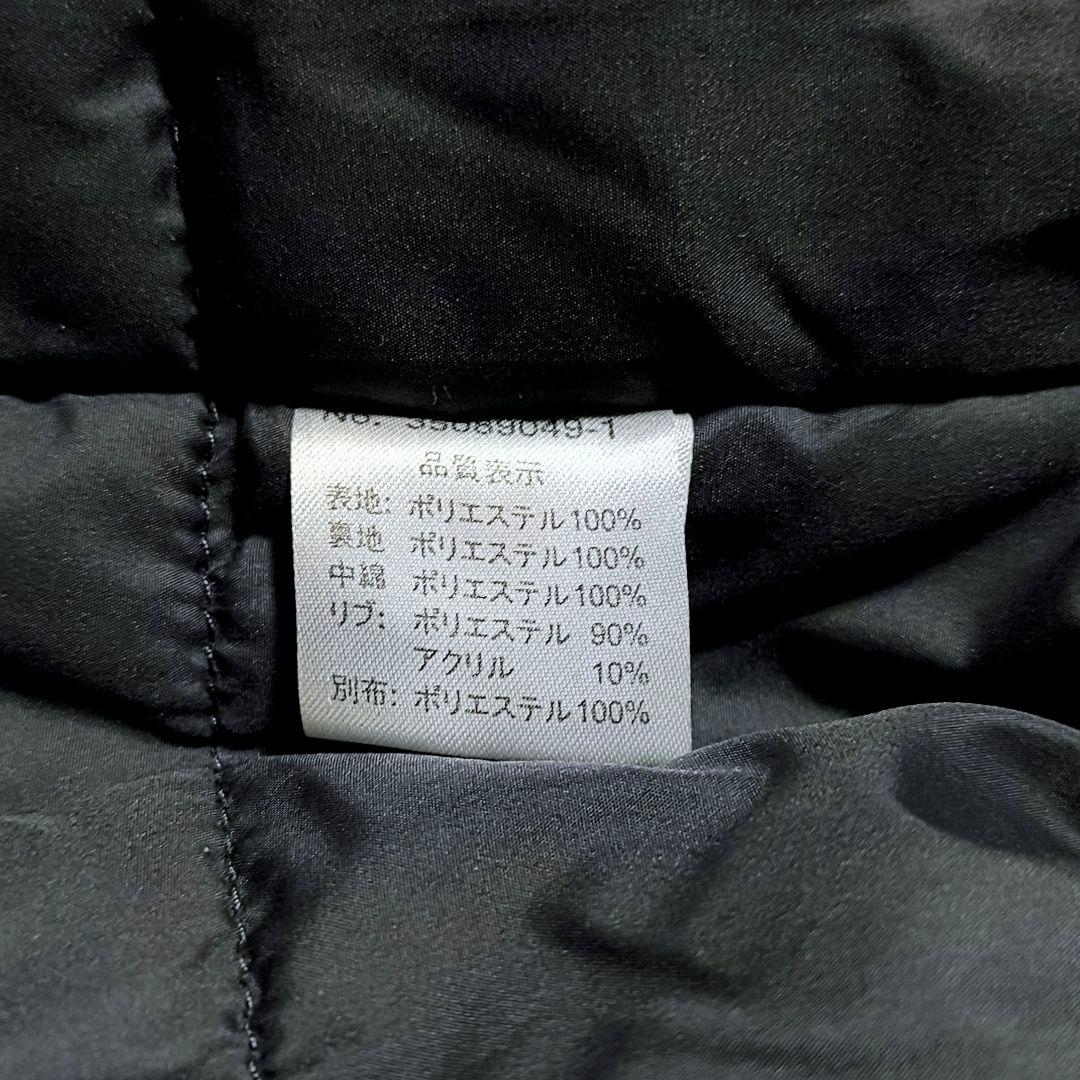 品質表示
表地: ポリエステル100%
裏地 ポリエステル100%
中綿 ポリエステル100%
リブ: ポリエステル 90%
アクリル 10%
別布: ポリエステル100%